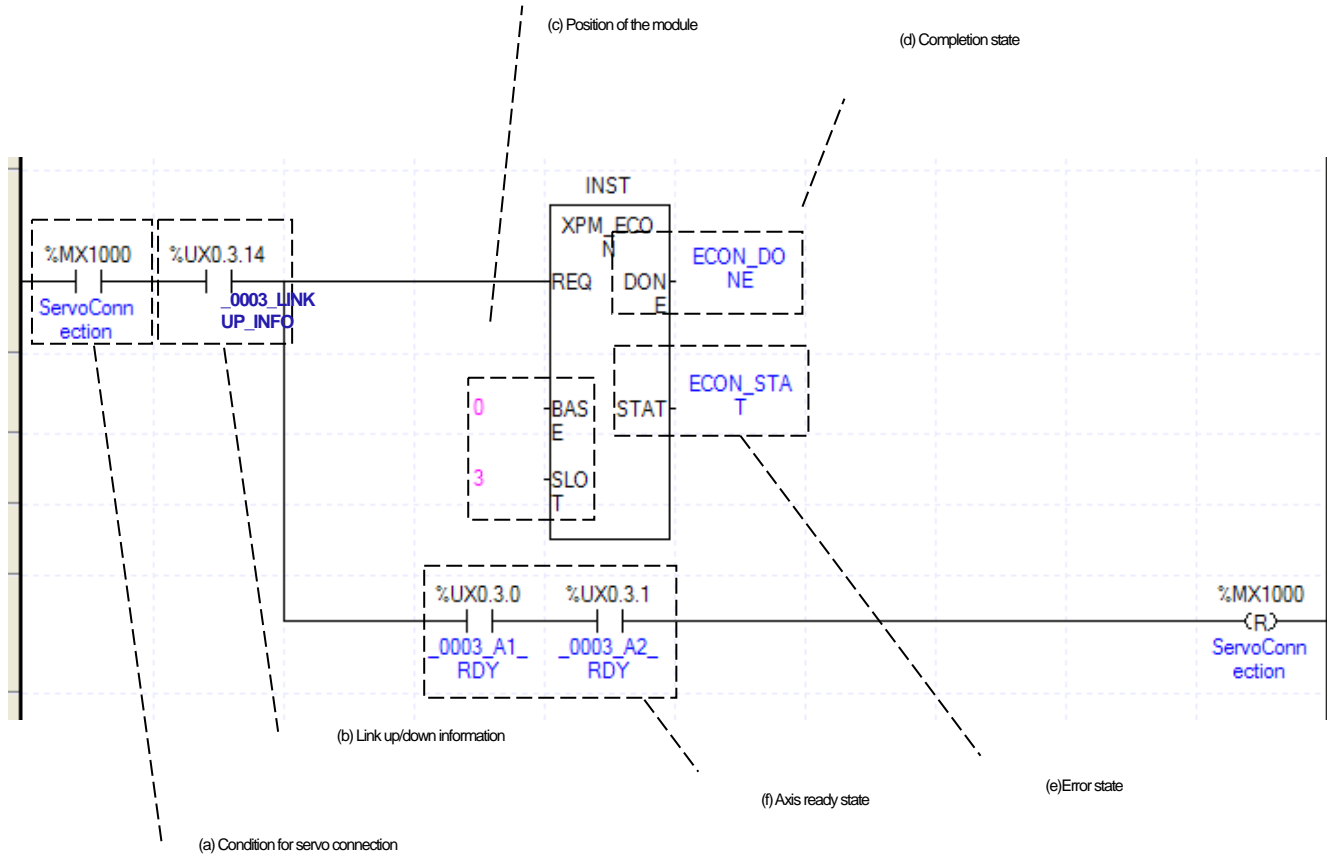 (c) Position of the module
(d) Completion state
INST
XPM_ECO
N
%MX1000
%UX0.3.14
ECON_DO
NE
REQ
DON
E
ServoConn
ection
_0003_LINK
UP_INFO
ECON_STA
T
0
BAS
E
STAT
3
SLO
T
%UX0.3.0
%UX0.3.1
%MX1000
(R)
_0003_A1_
RDY
_0003_A2_
RDY
ServoConn
ection
(b) Link up/down information
(e)Error state
(f) Axis ready state
(a) Condition for servo connection